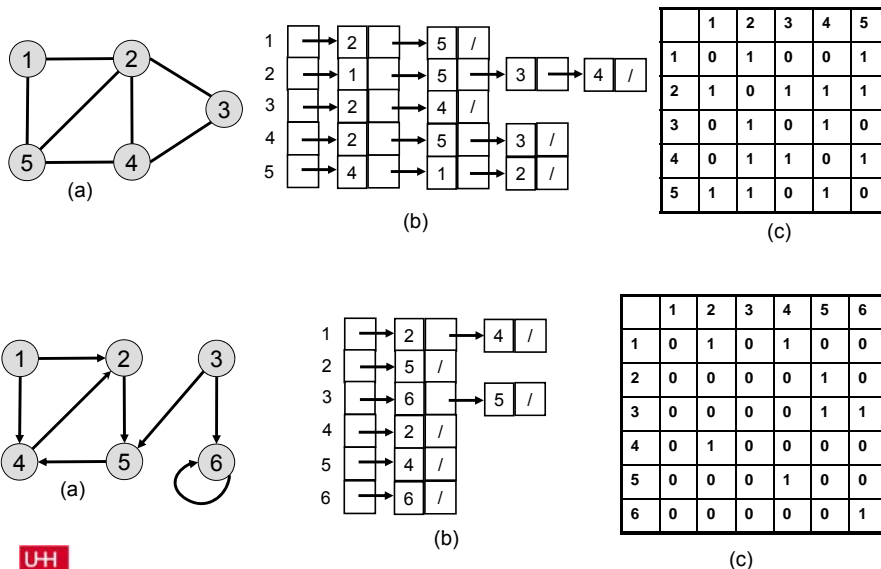 1 2
3
5 4
(a)
1 2 5 /
2 1 5 3 4 /
3 2 4 /
4 2 5 3 /
5 4 1 2 /
(b)
1 2 3 4 5
1 0 1 0 0 1
2 1 0 1 1 1
3 0 1 0 1 0
4 0 1 1 0 1
5 1 1 0 1 0
(c)
1 2 3
4 5 6
(a)
1 2 4 /
2 5 /
3 6 5 /
4 2 /
5 4 /
6 6 /
(b)
1 2 3 4 5 6
1 0 1 0 1 0 0
2 0 0 0 0 1 0
3 0 0 0 0 1 1
4 0 1 0 0 0 0
5 0 0 0 1 0 0
6 0 0 0 0 0 1
(c)
UH